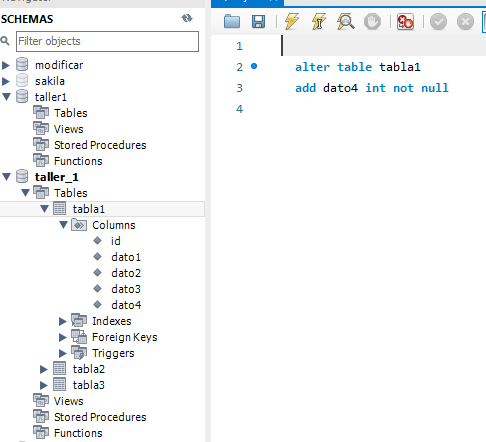 SCHEMAS
Filter objects
modificar
sakila
taller1
Tables
Views
Stored Procedures
Functions
taller_1
Tables
tabla1
Columns
id
dato1
dato2
dato3
dato4
Indexes
Foreign Keys
Triggers
tabla2
tabla3
Views
Stored Procedures
Functions
1
2 alter table tabla1
3 add dato4 int not null
4